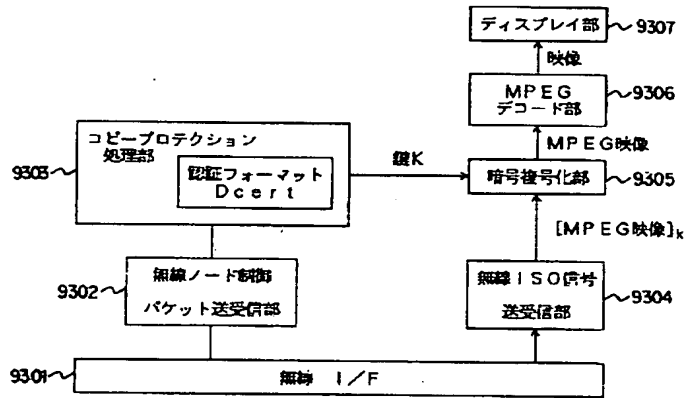 ディスプレイ部
9307
映像
MPEG
デコード部
9306
MPEG映像
コピープロテクション
処理部
認証フォーマット
Dcert
9303
鍵K
暗号復号化部
9305
[MPEG映像]k
無線ノード制御
パケット送受信部
9302
無線ISO信号
送受信部
9304
9301
無線 I/F